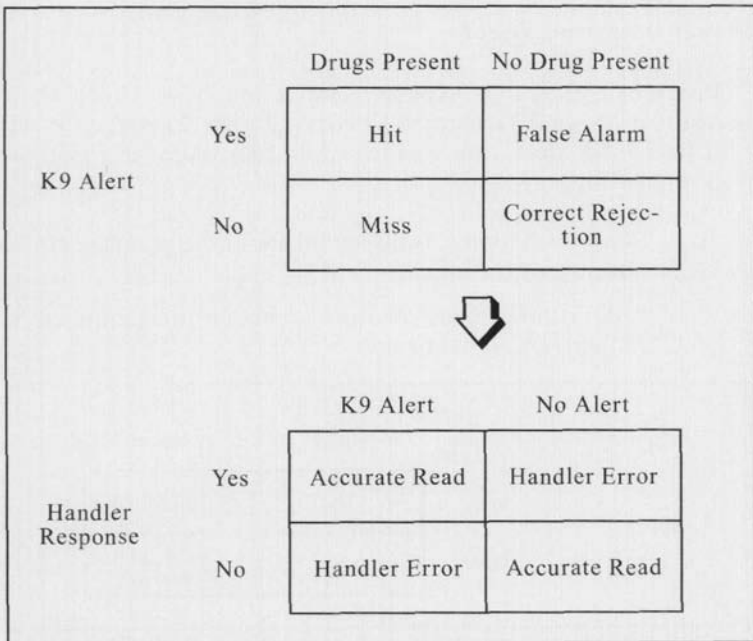 Drugs Present No Drug Present
Yes Hit False Alarm
K9 Alert
No Miss Correct Rejec-
tion
K9 Alert No Alert
Yes Accurate Read Handler Error
Handler
Response
No Handler Error Accurate Read